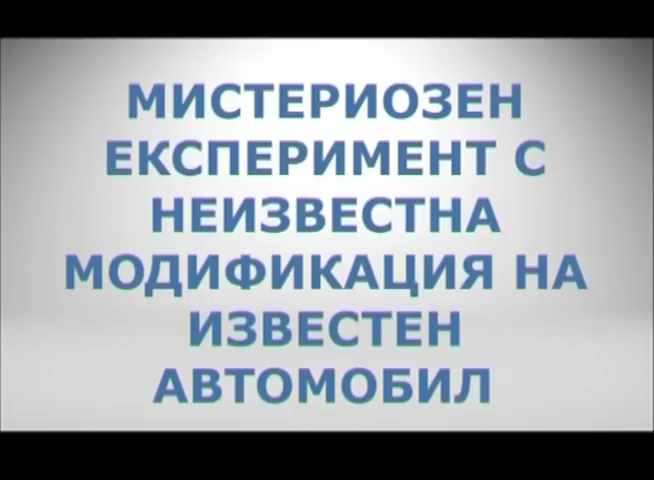 МИСТЕРИОЗЕН
ЕКСПЕРИМЕНТ С
НЕИЗВЕСТНА
МОДИФИКАЦИЯ НА
ИЗВЕСТЕН
АВТОМОБИЛ